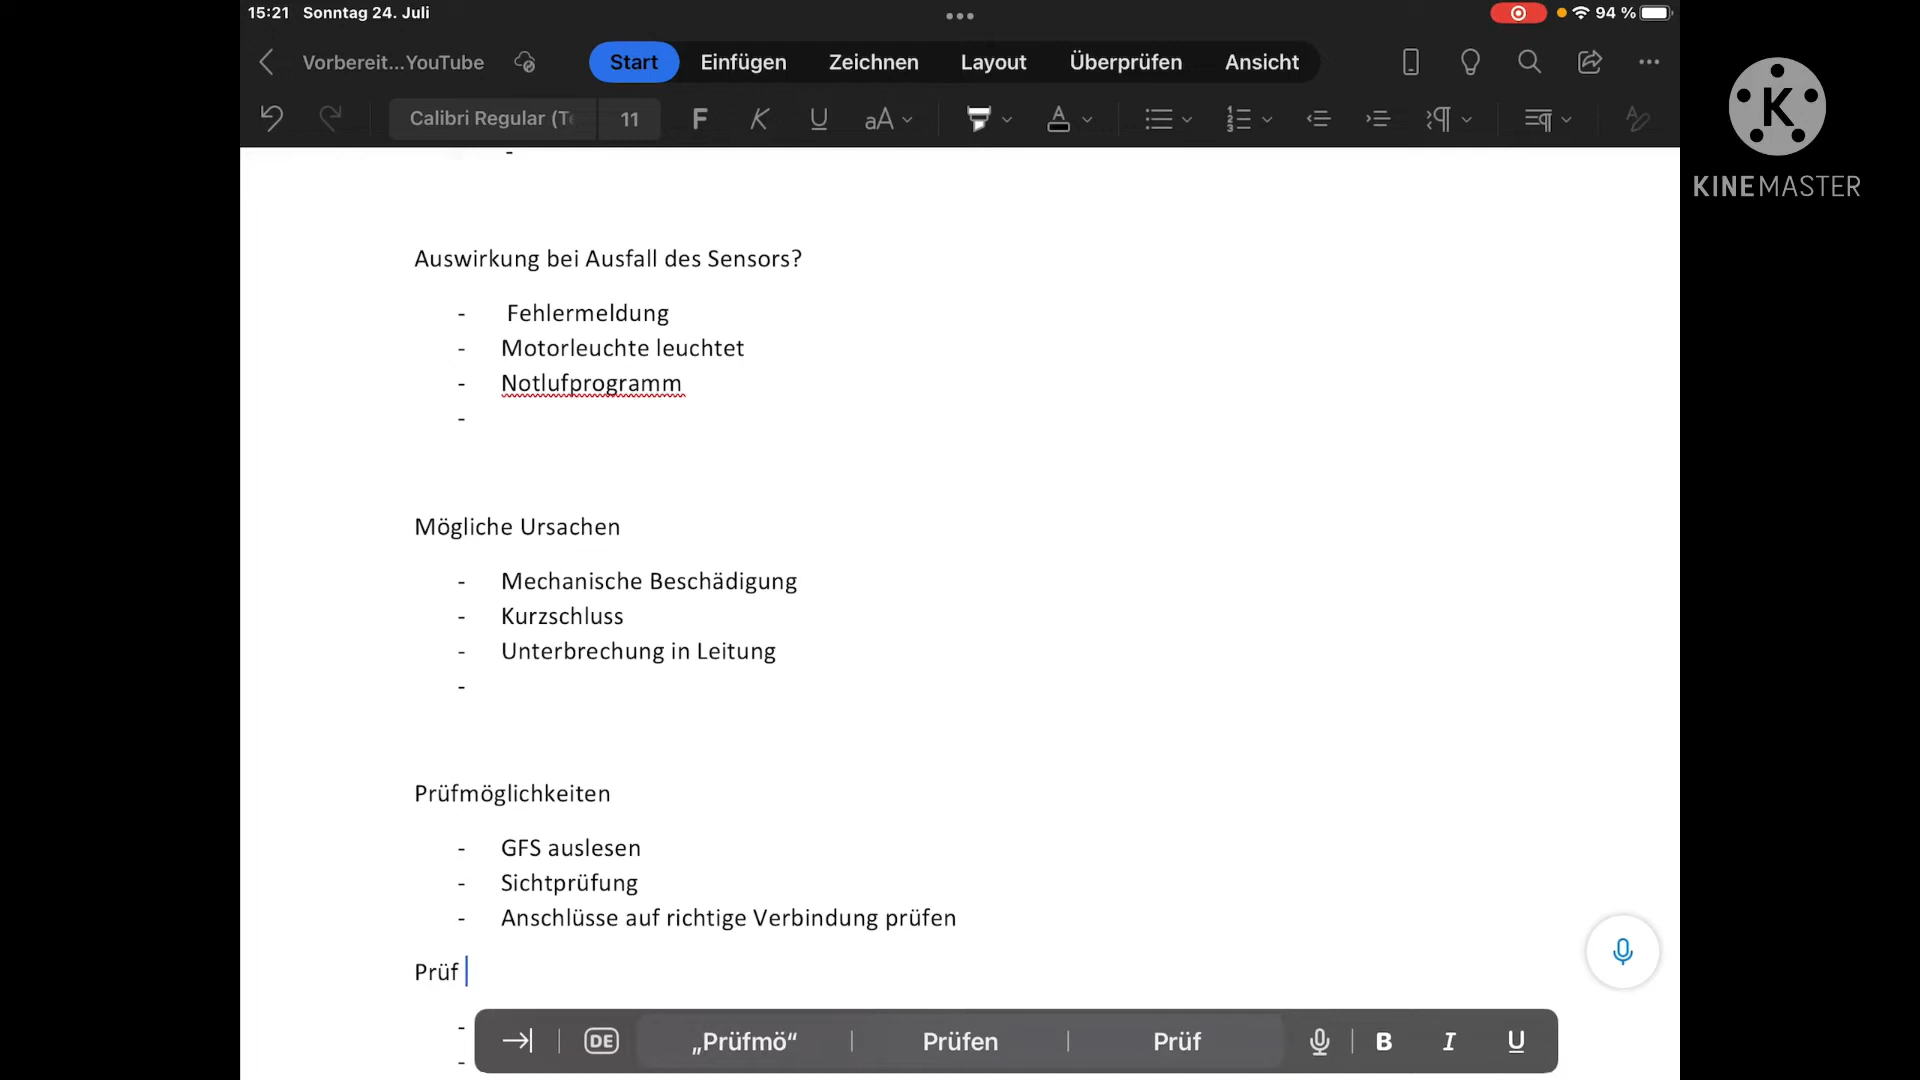 15:21 Sonntag 24. Juli
94 %
Vorbereit...YouTube
Start Einfügen Zeichnen Layout Überprüfen Ansicht
Calibri Regular (Te 11 F K U aA A
K
KINEMASTER
-
Auswirkung bei Ausfall des Sensors?
- Fehlermeldung
- Motorleuchte leuchtet
- Notlufprogramm
-
Mögliche Ursachen
- Mechanische Beschädigung
- Kurzschluss
- Unterbrechung in Leitung
-
Prüfmöglichkeiten
- GFS auslesen
- Sichtprüfung
- Anschlüsse auf richtige Verbindung prüfen
Prüf
-
DE „Prüfmö“ Prüfen Prüf B I U
-